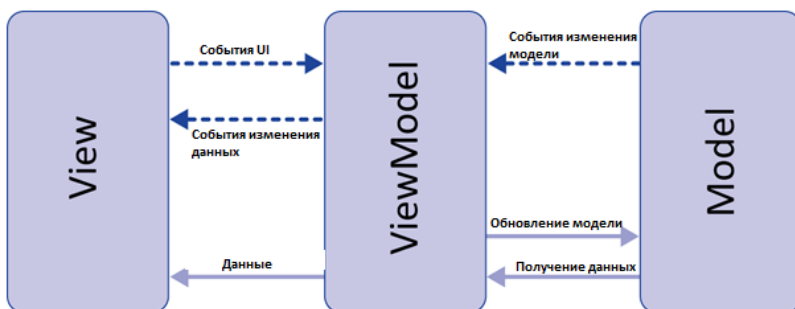 View
События UI
События изменения
данных
Данные
ViewModel
События изменения
модели
Обновление модели
Получение данных
Model